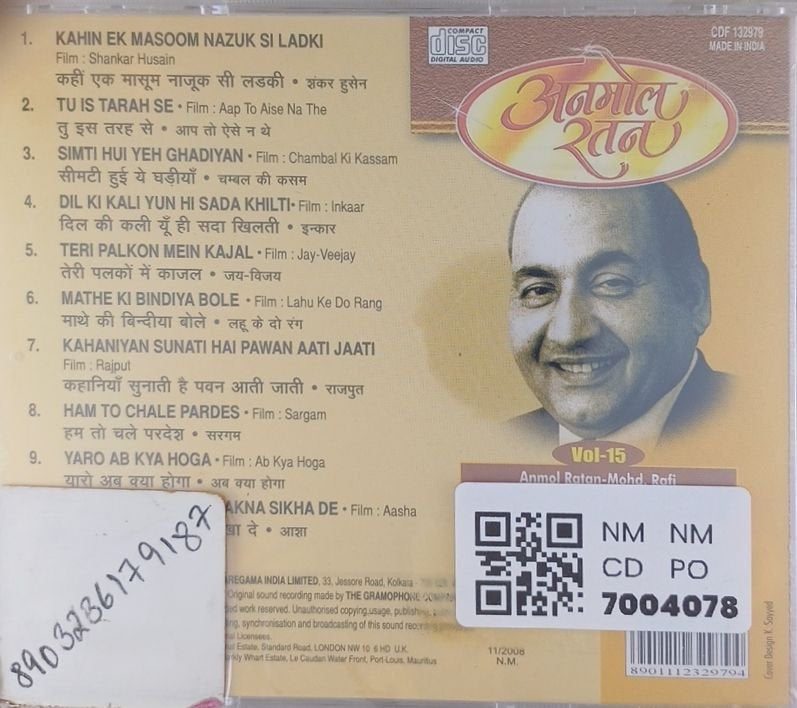 1. KAHIN EK MASOOM NAZUK SI LADKI
Film : Shankar Husain
कहीं एक मासूम नाजूक सी लडकी • शंकर हुसेन
2. TU IS TARAH SE • Film : Aap To Aise Na The
तु इस तरह से • आप तो ऐसे न थे
3. SIMTI HUI YEH GHADIYAN • Film : Chambal Ki Kassam
सीमटी हुई ये घड़ीयाँ • चम्बल की कसम
4. DIL KI KALI YUN HI SADA KHILTI • Film : Inkaar
दिल की कली यूँ ही सदा खिलती • इन्कार
5. TERI PALKON MEIN KAJAL • Film : Jay-Veejay
तेरी पलकों में काजल • जय-विजय
6. MATHE KI BINDIYA BOLE • Film : Lahu Ke Do Rang
माथे की बिन्दीया बोले • लहू के दो रंग
7. KAHANIYAN SUNATI HAI PAWAN AATI JAATI
Film : Rajput
कहानियाँ सुनाती है पवन आती जाती • राजपुत
8. HAM TO CHALE PARDES • Film : Sargam
हम तो चले परदेश • सरगम
9. YARO AB KYA HOGA • Film : Ab Kya Hoga
यारो अब क्या होगा • अब क्या होगा
AKNA SIKHA DE • Film : Aasha
खा दे • आशा
COMPACT
disc
DIGITAL AUDIO
CDF 132979
MADE IN INDIA
अनमोल
रतन
Vol-15
Anmol Ratan-Mohd. Rafi
NM NM
CD PO
7004078
8903236179187
AREGAMA INDIA LIMITED, 33, Jessore Road, Kolkata -
Original sound recording made by THE GRAMOPHONE
ded work reserved. Unauthorised copying,usage,
ing, synchronisation and broadcasting of this sound
nal Licensees.
Estate. Standard Road, LONDON NW 10 6 HD U.K.
Whart Estate, Le Caudan Water Front, Port-Louis, Mauritius
11/2008
N.M.
8901112329794
Cover Design K. Sayyed